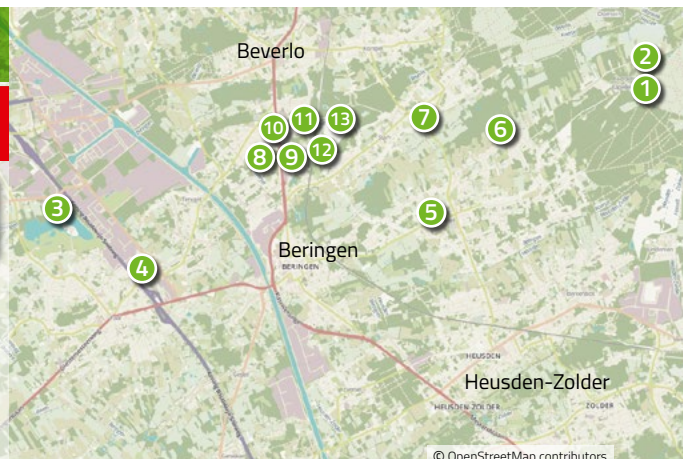 Beverlo
2
1
11
13
7
10
6
12
8
9
3
5
Beringen
BERINGEN
4
HEUSDEN
Heusden-Zolder
HEUSDEN-ZOLDER
ZOLDER
© OpenStreetMap contributors